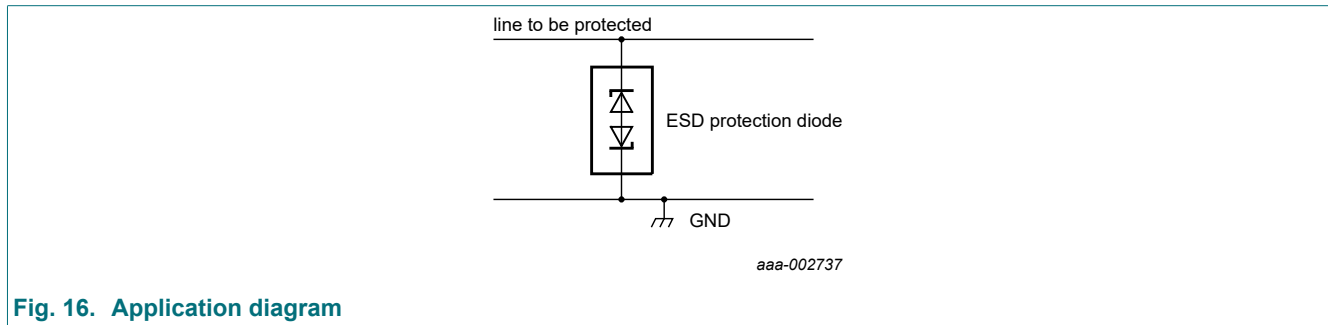 line to be protected
ESD protection diode
GND
aaa-002737
Fig. 16. Application diagram